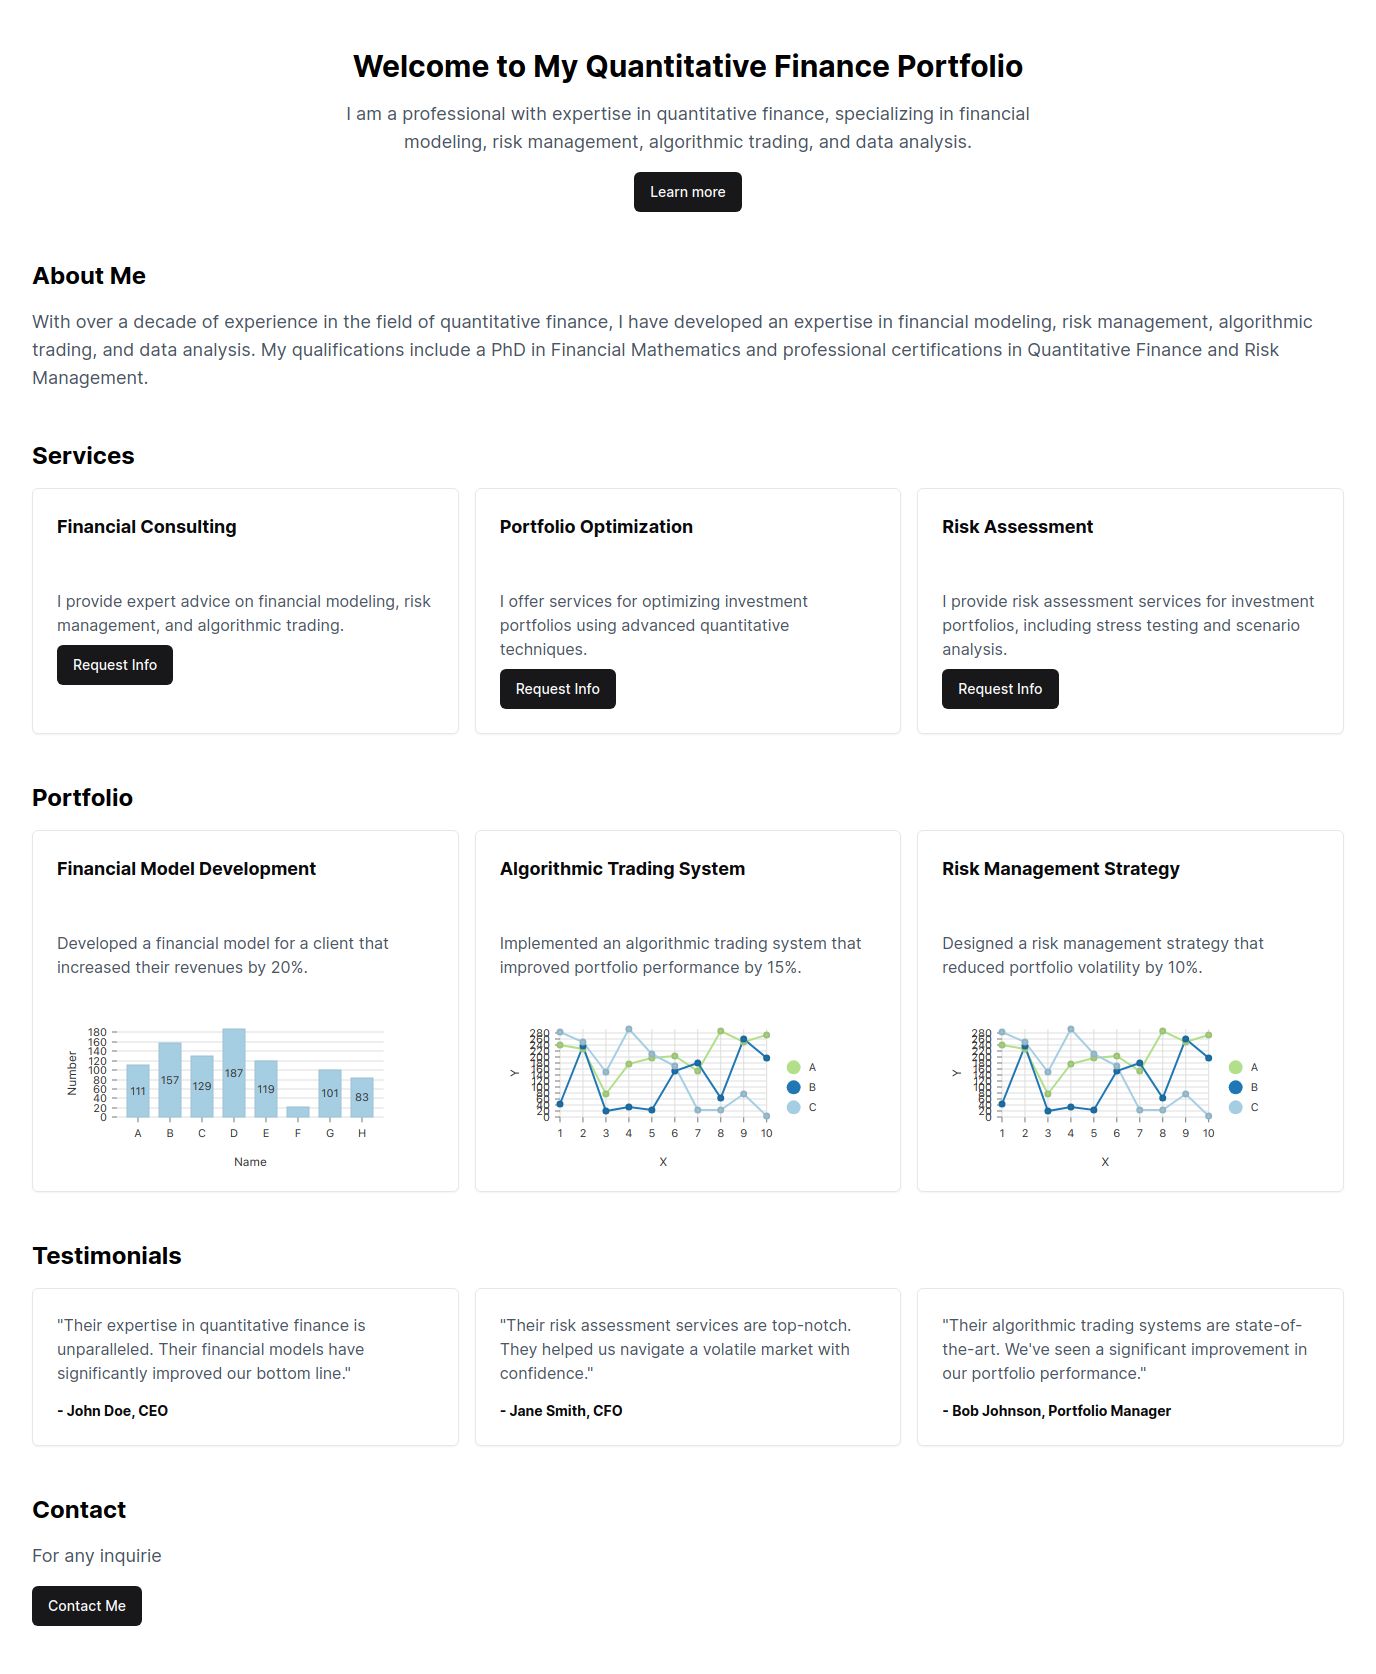 Welcome to My Quantitative Finance Portfolio
I am a professional with expertise in quantitative finance, specializing in financial
modeling, risk management, algorithmic trading, and data analysis.
Learn more
About Me
With over a decade of experience in the field of quantitative finance, I have developed an expertise in financial modeling, risk management, algorithmic
trading, and data analysis. My qualifications include a PhD in Financial Mathematics and professional certifications in Quantitative Finance and Risk
Management.
Services
Financial Consulting
I provide expert advice on financial modeling, risk
management, and algorithmic trading.
Request Info
Portfolio Optimization
I offer services for optimizing investment
portfolios using advanced quantitative
techniques.
Request Info
Risk Assessment
I provide risk assessment services for investment
portfolios, including stress testing and scenario
analysis.
Request Info
Portfolio
Financial Model Development
Developed a financial model for a client that
increased their revenues by 20%.
Number
180
160
140
120
100
80
60
40
20
0
111 157 129 187 119 101 83
A B C D E F G H
Name
Algorithmic Trading System
Implemented an algorithmic trading system that
improved portfolio performance by 15%.
Y
280
260
240
220
200
180
160
140
120
100
80
60
40
20
0
1 2 3 4 5 6 7 8 9 10
X
A
B
C
Risk Management Strategy
Designed a risk management strategy that
reduced portfolio volatility by 10%.
Y
280
260
240
220
200
180
160
140
120
100
80
60
40
20
0
1 2 3 4 5 6 7 8 9 10
X
A
B
C
Testimonials
"Their expertise in quantitative finance is
unparalleled. Their financial models have
significantly improved our bottom line."
- John Doe, CEO
"Their risk assessment services are top-notch.
They helped us navigate a volatile market with
confidence."
- Jane Smith, CFO
"Their algorithmic trading systems are state-of-
the-art. We've seen a significant improvement in
our portfolio performance."
- Bob Johnson, Portfolio Manager
Contact
For any inquirie
Contact Me